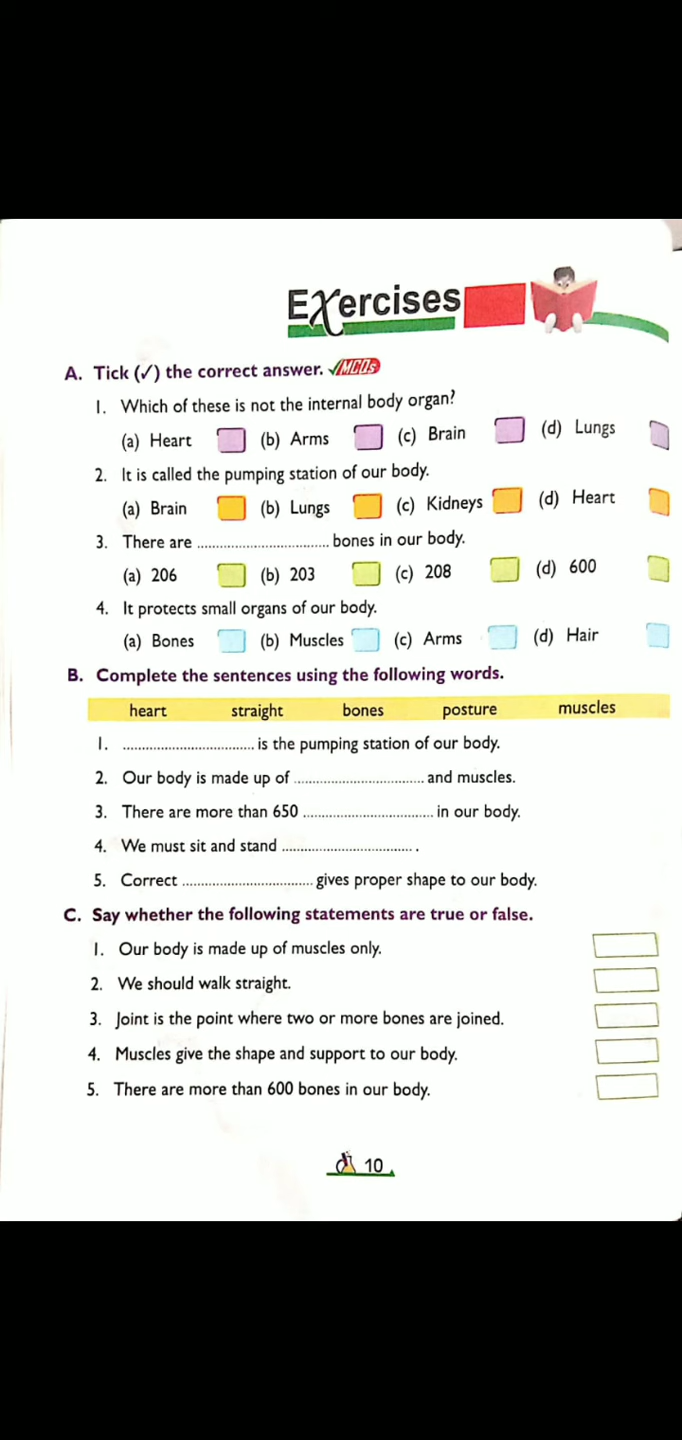 Exercises
A. Tick (✓) the correct answer. MCQs
1. Which of these is not the internal body organ?
(a) Heart (b) Arms (c) Brain (d) Lungs
2. It is called the pumping station of our body.
(a) Brain (b) Lungs (c) Kidneys (d) Heart
3. There are .................................. bones in our body.
(a) 206 (b) 203 (c) 208 (d) 600
4. It protects small organs of our body.
(a) Bones (b) Muscles (c) Arms (d) Hair
B. Complete the sentences using the following words.
heart straight bones posture muscles
1. .................................. is the pumping station of our body.
2. Our body is made up of .................................. and muscles.
3. There are more than 650 .................................. in our body.
4. We must sit and stand .................................. .
5. Correct .................................. gives proper shape to our body.
C. Say whether the following statements are true or false.
1. Our body is made up of muscles only.
2. We should walk straight.
3. Joint is the point where two or more bones are joined.
4. Muscles give the shape and support to our body.
5. There are more than 600 bones in our body.
10